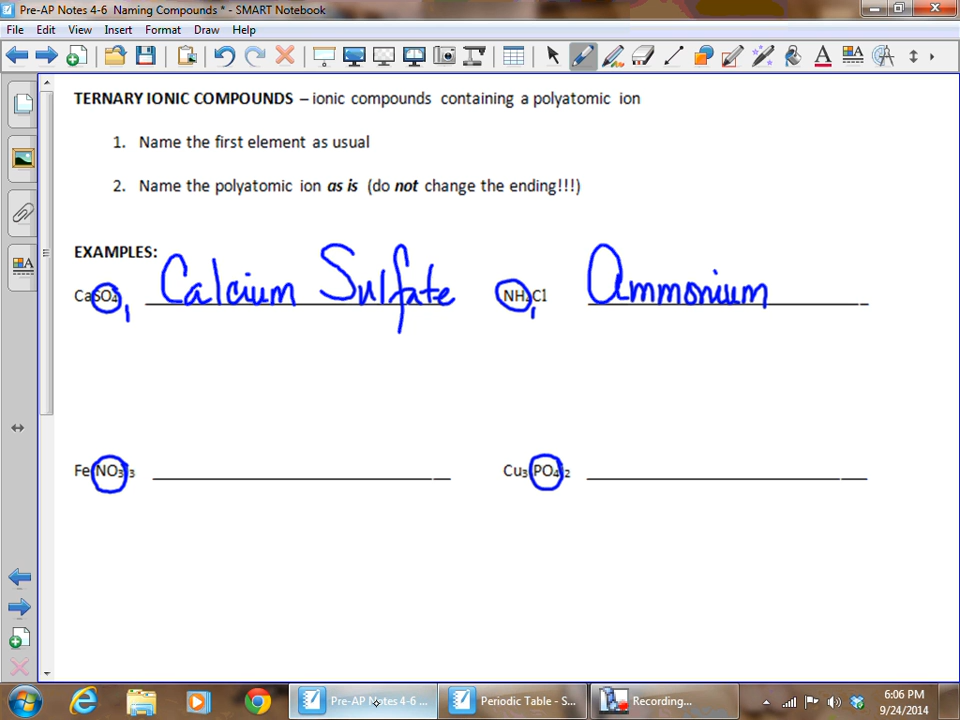 Pre-AP Notes 4-6 Naming Compounds * - SMART Notebook
File Edit View Insert Format Draw Help
TERNARY IONIC COMPOUNDS – ionic compounds containing a polyatomic ion
1. Name the first element as usual
2. Name the polyatomic ion as is (do not change the ending!!!)
EXAMPLES:
CaSO₄ 1 Calcium Sulfate NH₄Cl 1 Ammonium
Fe(NO₃)₃ Cu₃(PO₄)₂
Pre-AP Notes 4-6 ... Periodic Table - S... Recording...
6:06 PM
9/24/2014